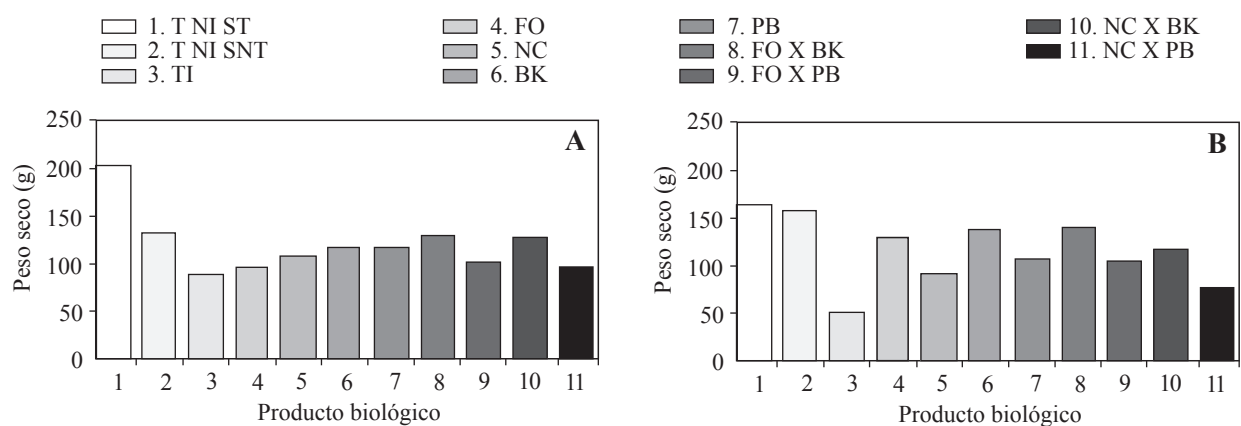 1. T NI ST
2. T NI SNT
3. TI
4. FO
5. NC
6. BK
7. PB
8. FO X BK
9. FO X PB
10. NC X BK
11. NC X PB
A
Peso seco (g)
250
200
150
100
50
0
1 2 3 4 5 6 7 8 9 10 11
Producto biológico
B
Peso seco (g)
250
200
150
100
50
0
1 2 3 4 5 6 7 8 9 10 11
Producto biológico